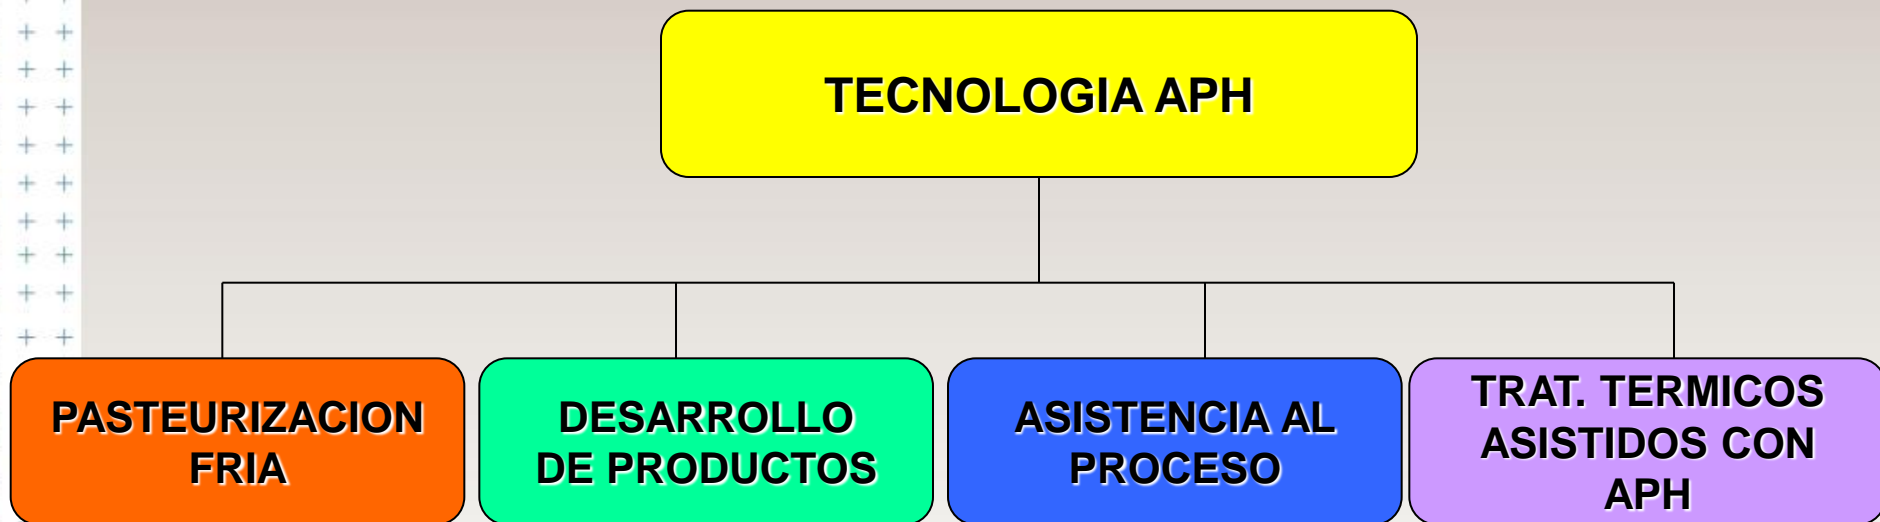 TECNOLOGIA APH
PASTEURIZACION
FRIA
DESARROLLO
DE PRODUCTOS
ASISTENCIA AL
PROCESO
TRAT. TERMICOS
ASISTIDOS CON
APH